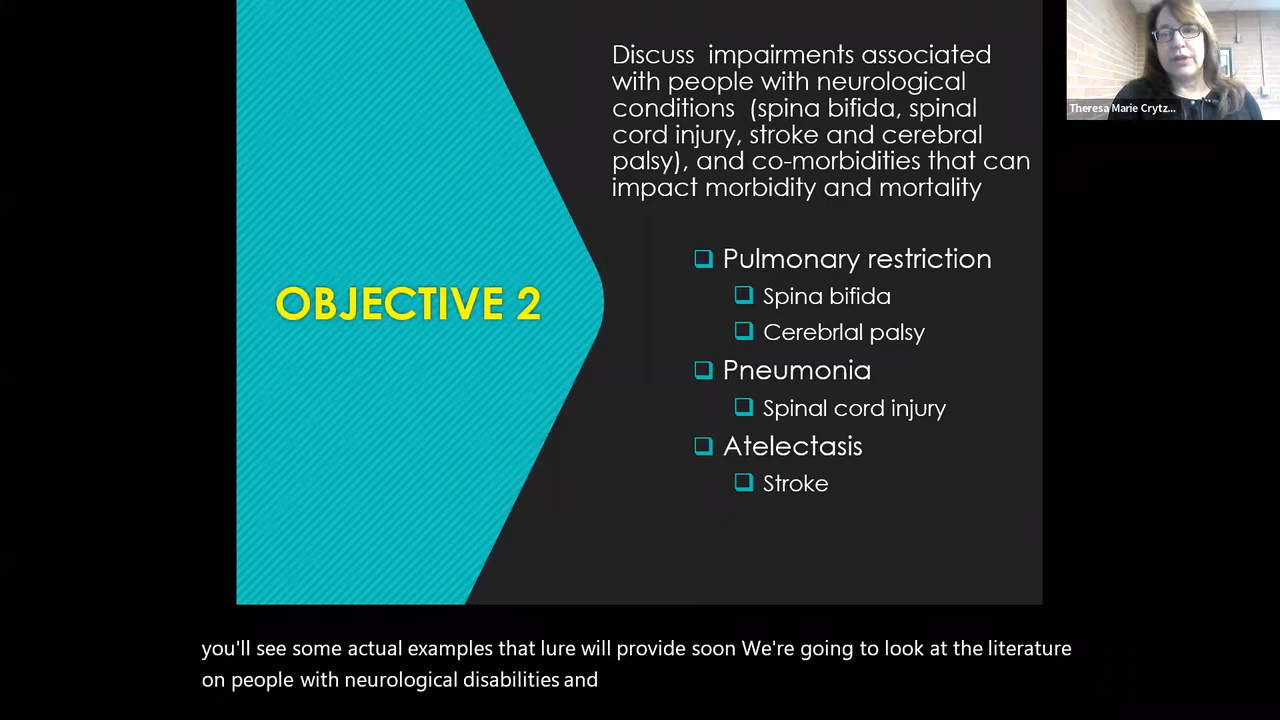 Discuss impairments associated
with people with neurological
conditions (spina bifida, spinal
cord injury, stroke and cerebral
palsy), and co-morbidities that can
impact morbidity and mortality
OBJECTIVE 2
Pulmonary restriction
Spina bifida
Cerebrlal palsy
Pneumonia
Spinal cord injury
Atelectasis
Stroke
Theresa Marie Crytz...
you'll see some actual examples that lure will provide soon We're going to look at the literature
on people with neurological disabilities and